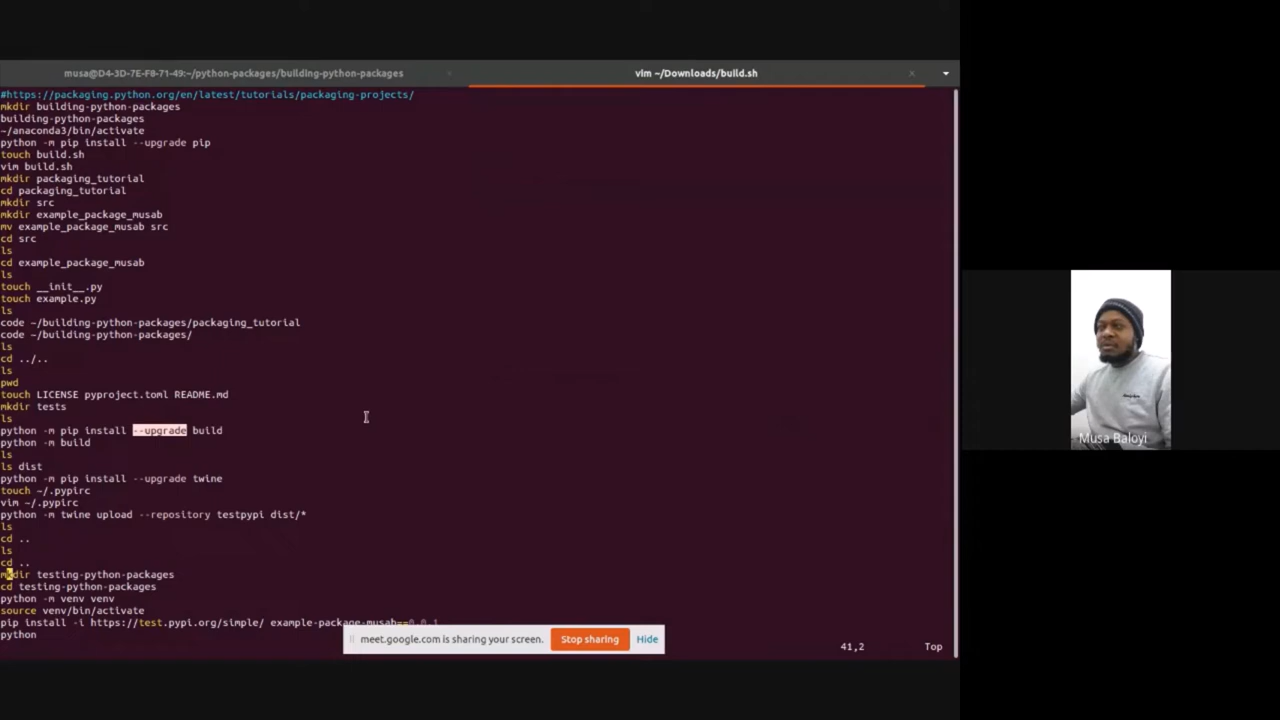 musa@D4-3D-7E-F8-71-49:~/python-packages/building-python-packages
vim ~/Downloads/build.sh
#https://packaging.python.org/en/latest/tutorials/packaging-projects/
mkdir building-python-packages
building-python-packages
~/anaconda3/bin/activate
python -m pip install --upgrade pip
touch build.sh
vim build.sh
mkdir packaging_tutorial
cd packaging_tutorial
mkdir src
mkdir example_package_musab
mv example_package_musab src
cd src
ls
cd example_package_musab
ls
touch __init__.py
touch example.py
ls
code ~/building-python-packages/packaging_tutorial
code ~/building-python-packages/
ls
cd ../..
ls
pwd
touch LICENSE pyproject.toml README.md
mkdir tests
ls
python -m pip install --upgrade build
python -m build
ls
ls dist
python -m pip install --upgrade twine
touch ~/.pypirc
vim ~/.pypirc
python -m twine upload --repository testpypi dist/*
ls
cd ..
ls
cd ..
mkdir testing-python-packages
cd testing-python-packages
python -m venv venv
source venv/bin/activate
pip install -i https://test.pypi.org/simple/ example-package-musab==0.0.1
python
meet.google.com is sharing your screen.
Stop sharing
Hide
41,2
Top
Musa Baloyi